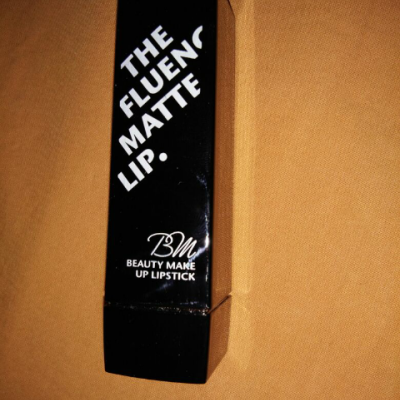 THE
FLUENC
MATTE
LIP.
BM
BEAUTY MAKE
UP LIPSTICK